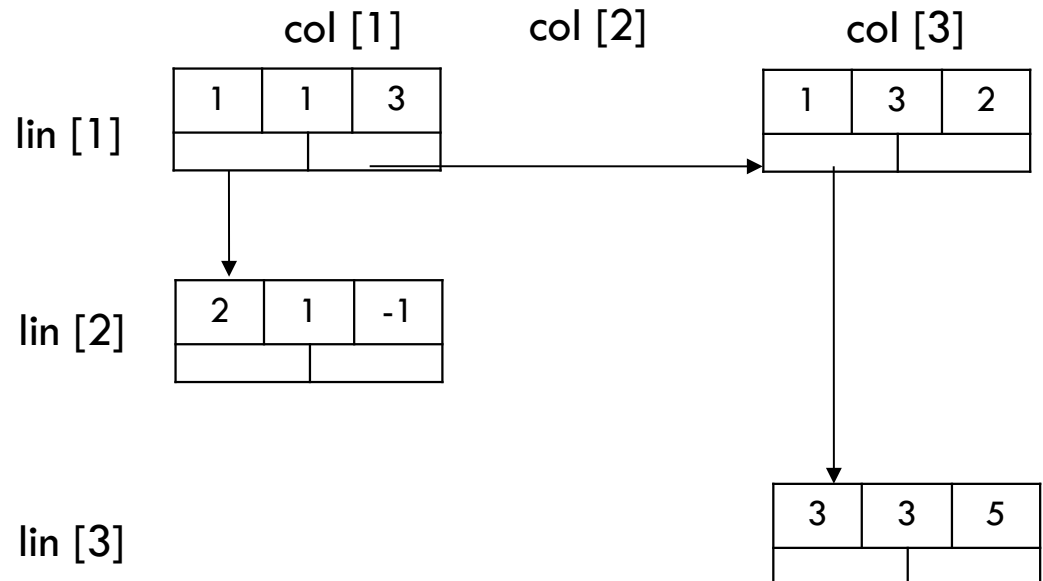 col [1] col [2] col [3]
lin [1] 1 1 3 1 3 2
lin [2] 2 1 -1
lin [3] 3 3 5